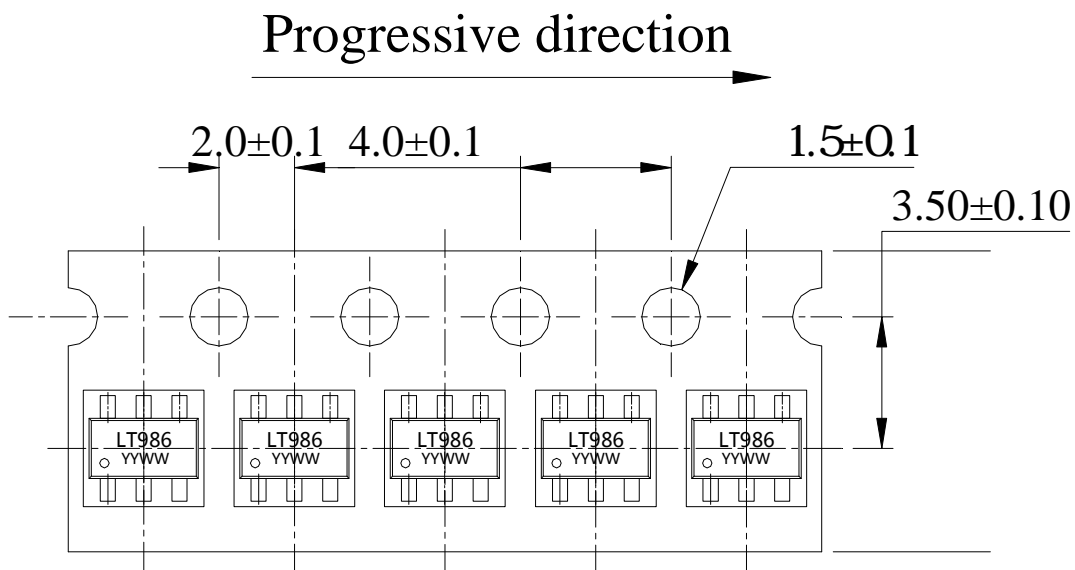 Progressive direction
2.0±0.1 4.0±0.1 1.5±0.1
3.50±0.10
LT986 LT986 LT986 LT986 LT986
YYWW YYWW YYWW YYWW YYWW